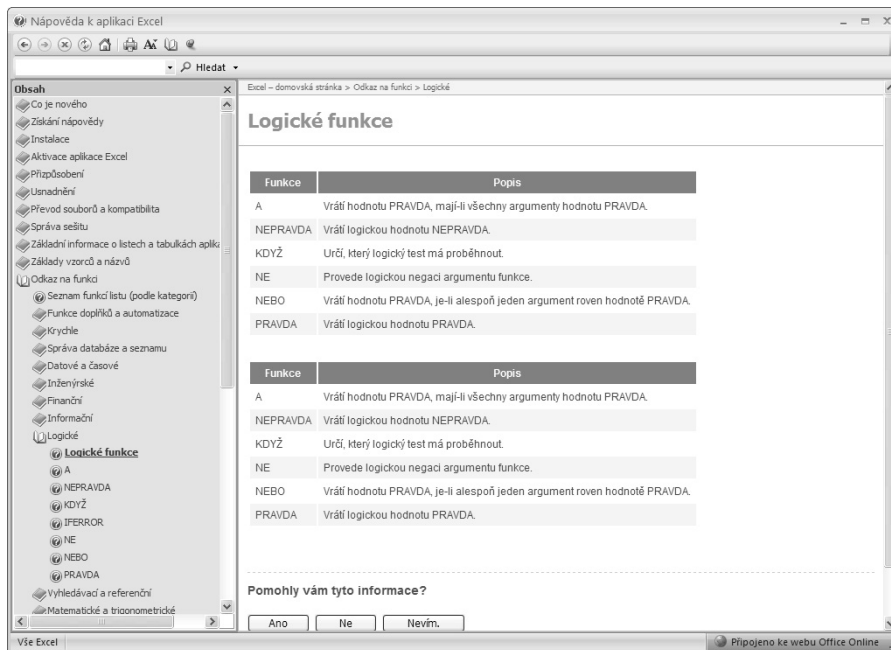 Nápověda k aplikaci Excel
Hledat
Obsah
Co je nového
Získání nápovědy
Instalace
Aktivace aplikace Excel
Přizpůsobení
Usnadnění
Převod souborů a kompatibilita
Správa sešitu
Základní informace o listech a tabulkách aplik
Základy vzorců a názvů
Odkaz na funkci
Seznam funkcí listu (podle kategorií)
Funkce doplňků a automatizace
Krychle
Správa databáze a seznamu
Datové a časové
Inženýrské
Finanční
Informační
Logické
Logické funkce
A
NEPRAVDA
KDYŽ
IFERROR
NE
NEBO
PRAVDA
Vyhledávací a referenční
Matematické a trigonometrické
Excel – domovská stránka > Odkaz na funkci > Logické
Logické funkce
Funkce Popis
A Vrátí hodnotu PRAVDA, mají-li všechny argumenty hodnotu PRAVDA.
NEPRAVDA Vrátí logickou hodnotu NEPRAVDA.
KDYŽ Určí, který logický test má proběhnout.
NE Provede logickou negaci argumentu funkce.
NEBO Vrátí hodnotu PRAVDA, je-li alespoň jeden argument roven hodnotě PRAVDA.
PRAVDA Vrátí logickou hodnotu PRAVDA.
Funkce Popis
A Vrátí hodnotu PRAVDA, mají-li všechny argumenty hodnotu PRAVDA.
NEPRAVDA Vrátí logickou hodnotu NEPRAVDA.
KDYŽ Určí, který logický test má proběhnout.
NE Provede logickou negaci argumentu funkce.
NEBO Vrátí hodnotu PRAVDA, je-li alespoň jeden argument roven hodnotě PRAVDA.
PRAVDA Vrátí logickou hodnotu PRAVDA.
Pomohly vám tyto informace?
Ano Ne Nevím.
Vše Excel
Připojeno ke webu Office Online